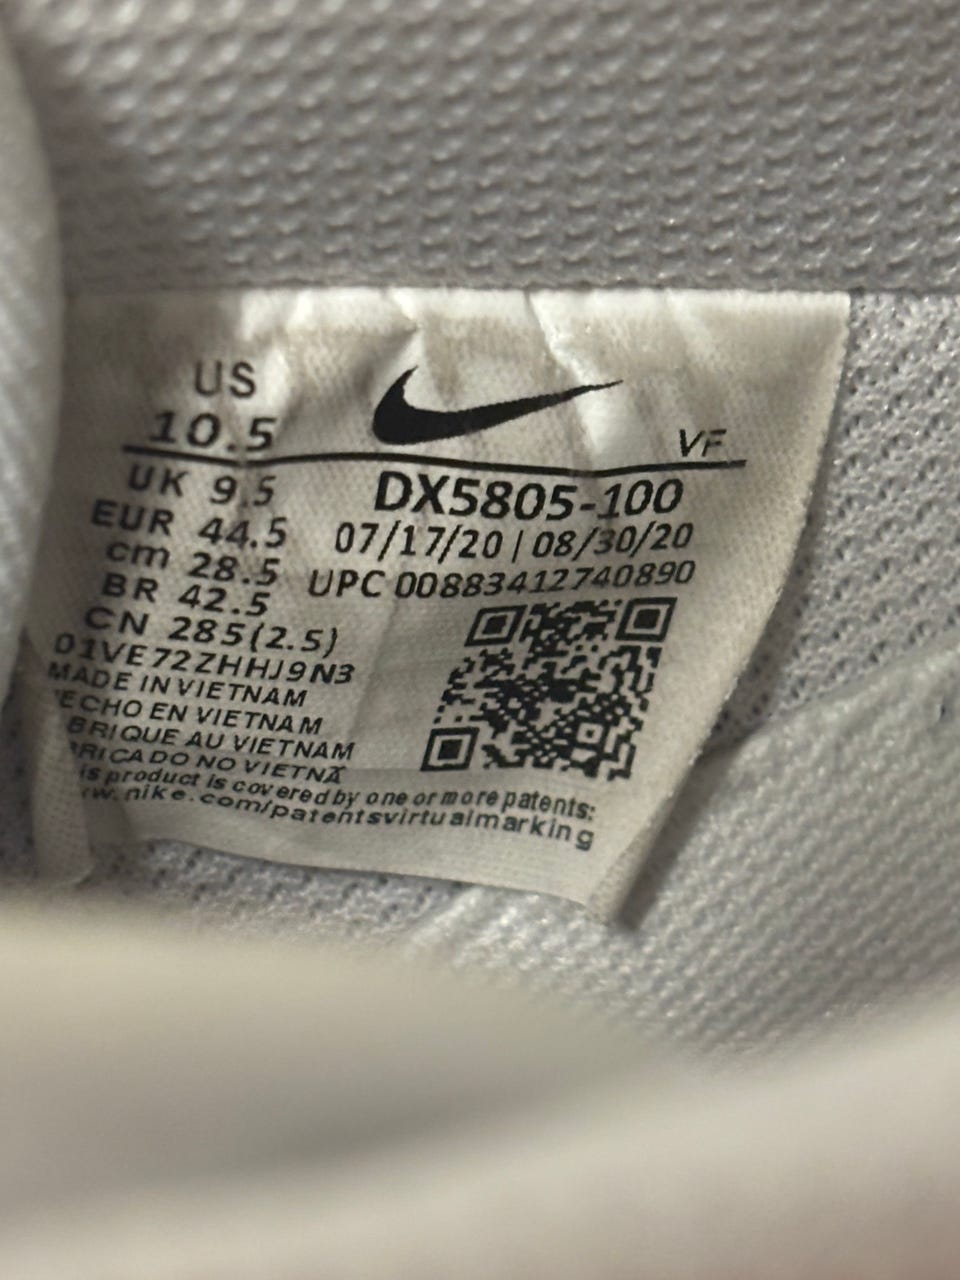 US
10.5
VF
UK 9.5
DX5805-100
EUR 44.5
07/17/20 | 08/30/20
cm 28.5
UPC 00883412740890
BR 42.5
CN 285(2.5)
01VE72ZHHJ9N3
MADE IN VIETNAM
ECHO EN VIETNAM
BRIQUE AU VIETNAM
BRICADO NO VIETNÃ
is product is covered by one or more patents:
w.nike.com/patentsvirtualmarking